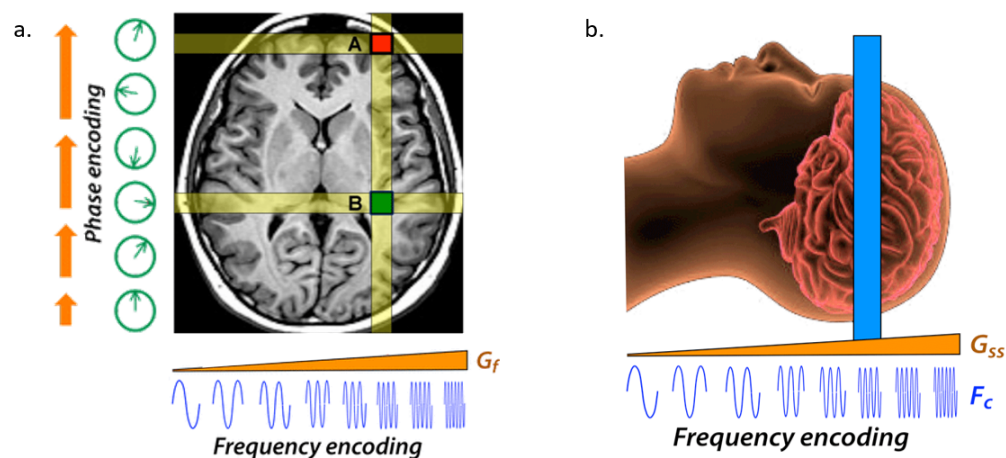 a.
Phase encoding
A
B
G_f
Frequency encoding
b.
G_ss
F_c
Frequency encoding